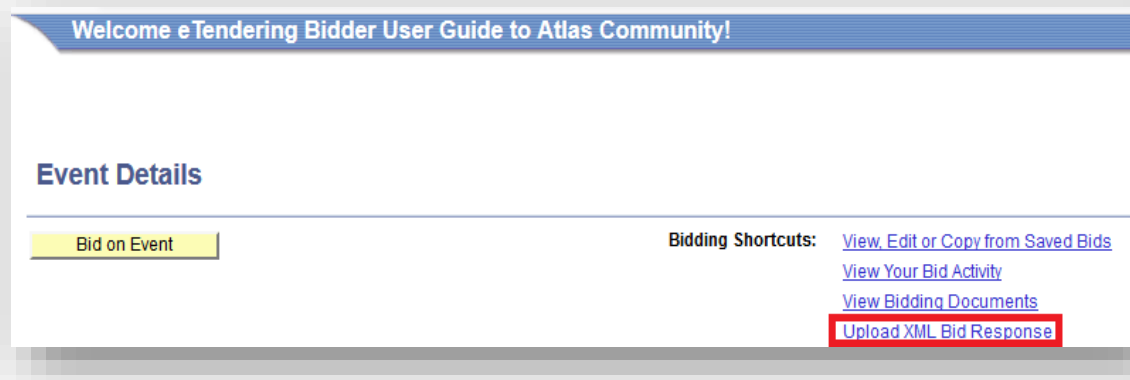 Welcome eTendering Bidder User Guide to Atlas Community!
Event Details
Bid on Event
Bidding Shortcuts: View, Edit or Copy from Saved Bids
View Your Bid Activity
View Bidding Documents
Upload XML Bid Response